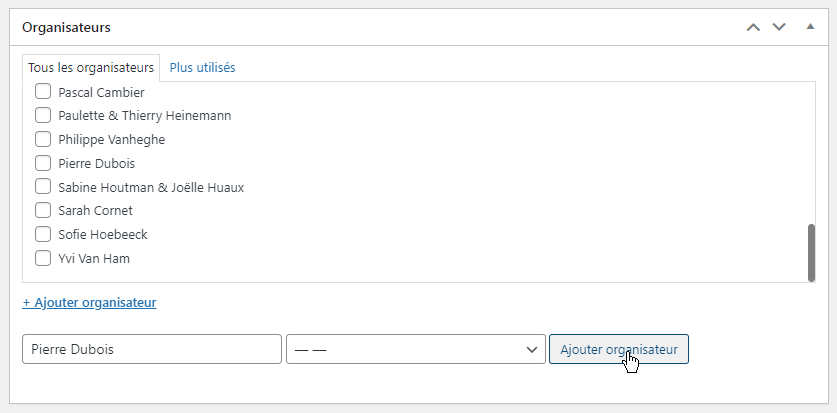 Organisateurs
Tous les organisateurs Plus utilisés
Pascal Cambier
Paulette & Thierry Heinemann
Philippe Vanheghe
Pierre Dubois
Sabine Houtman & Joëlle Huaux
Sarah Cornet
Sofie Hoebeeck
Yvi Van Ham
+ Ajouter organisateur
Pierre Dubois — — Ajouter organisateur